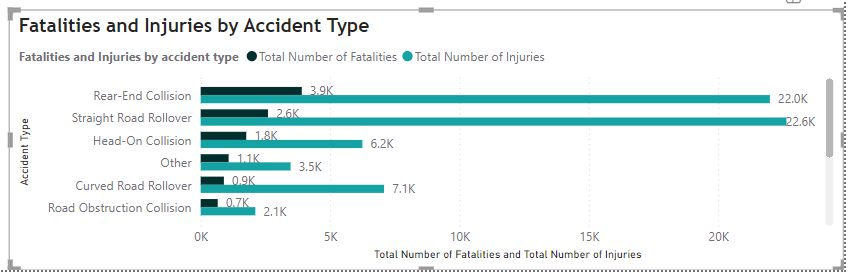 Fatalities and Injuries by Accident Type
Fatalities and Injuries by accident type Total Number of Fatalities Total Number of Injuries
Accident Type
Rear-End Collision 3.9K 22.0K
Straight Road Rollover 2.6K 22.6K
Head-On Collision 1.8K 6.2K
Other 1.1K 3.5K
Curved Road Rollover 0.9K 7.1K
Road Obstruction Collision 0.7K 2.1K
0K 5K 10K 15K 20K
Total Number of Fatalities and Total Number of Injuries